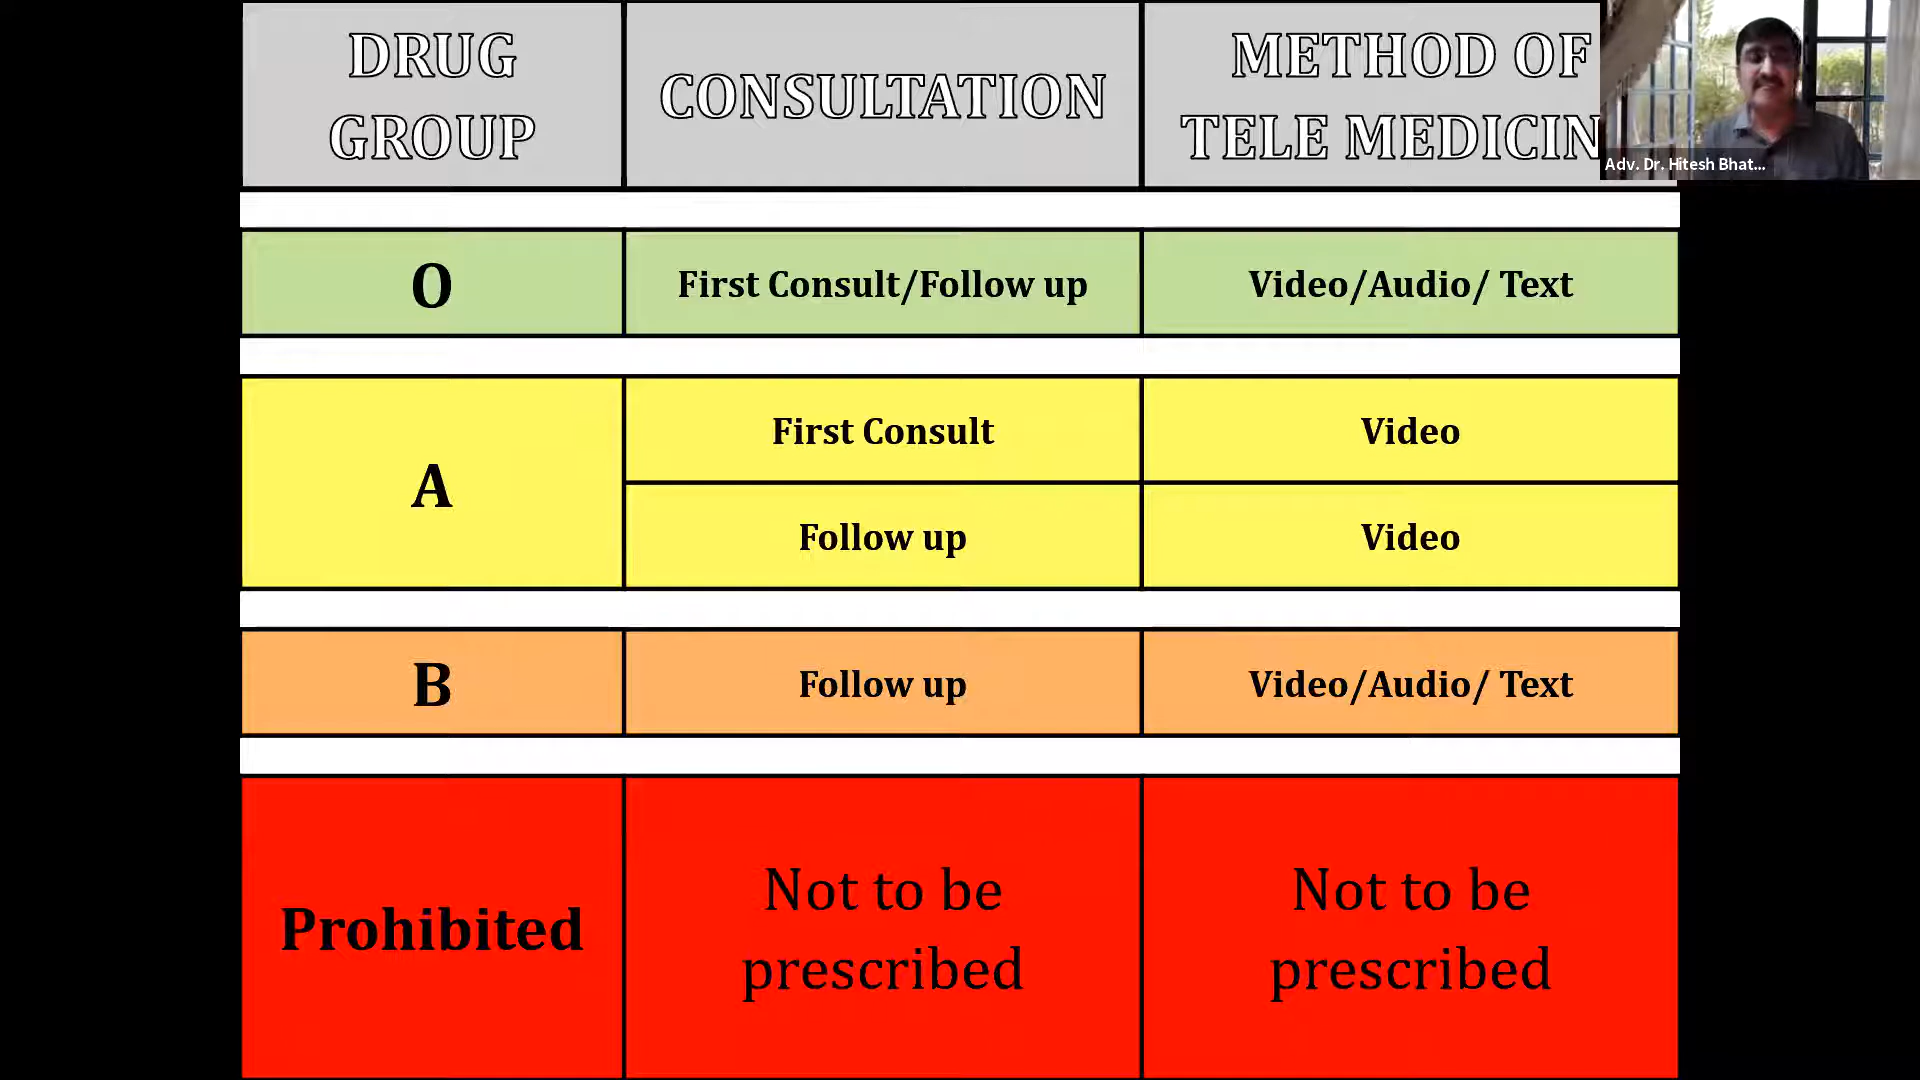 DRUG
GROUP
CONSULTATION
METHOD OF
TELE MEDICIN
Adv. Dr. Hitesh Bhat...
O
First Consult/Follow up
Video/Audio/ Text
A
First Consult
Video
Follow up
Video
B
Follow up
Video/Audio/ Text
Prohibited
Not to be
prescribed
Not to be
prescribed